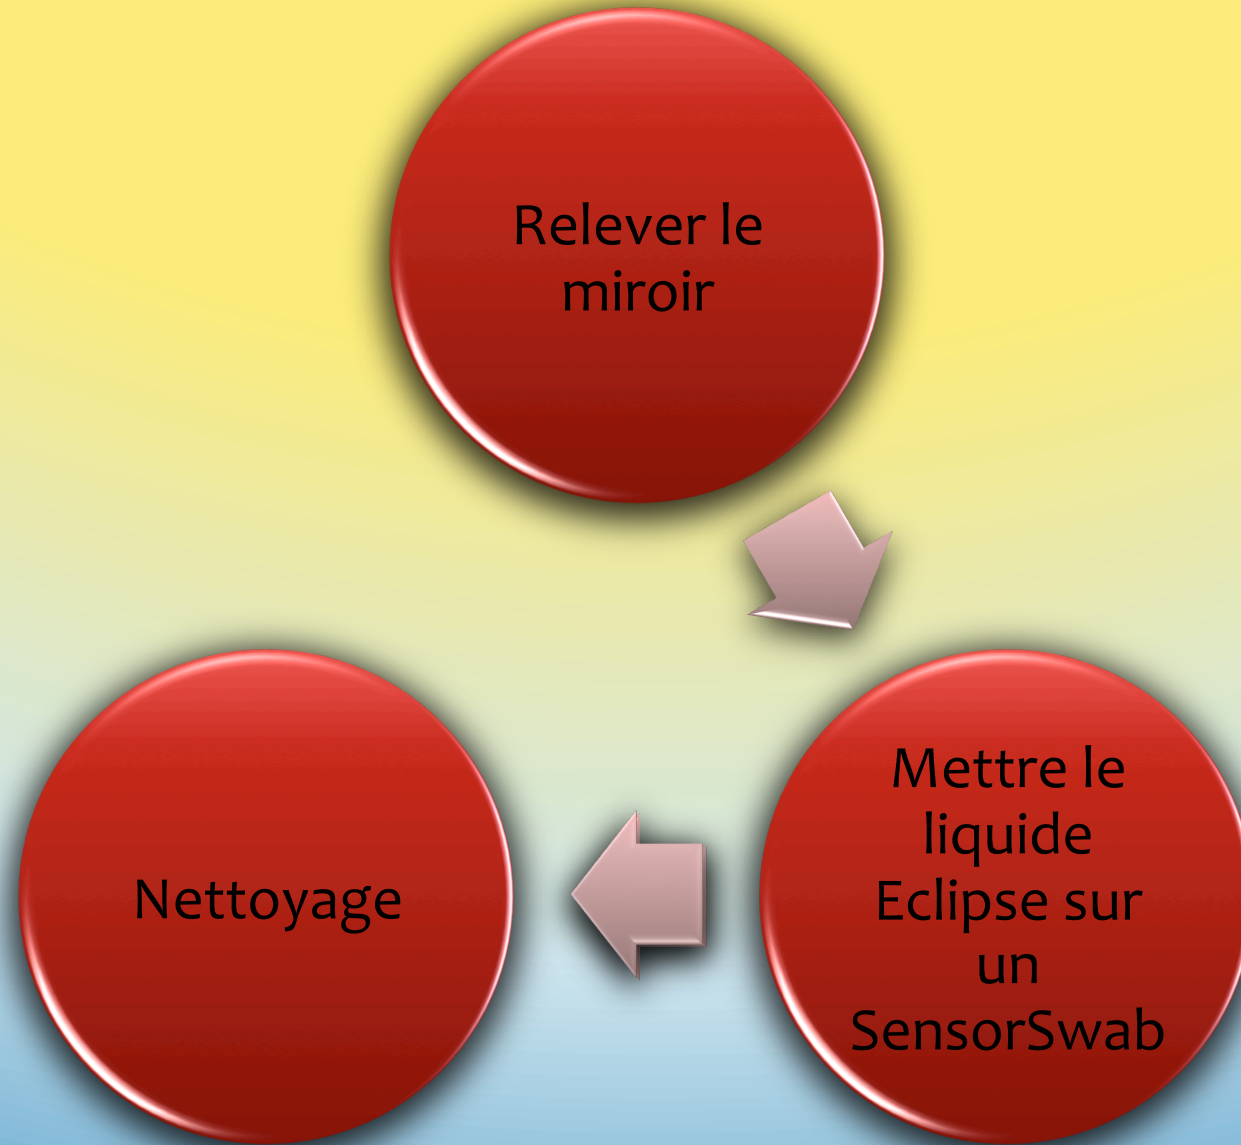 Relever le
miroir
Mettre le
liquide
Eclipse sur
un
SensorSwab
Nettoyage